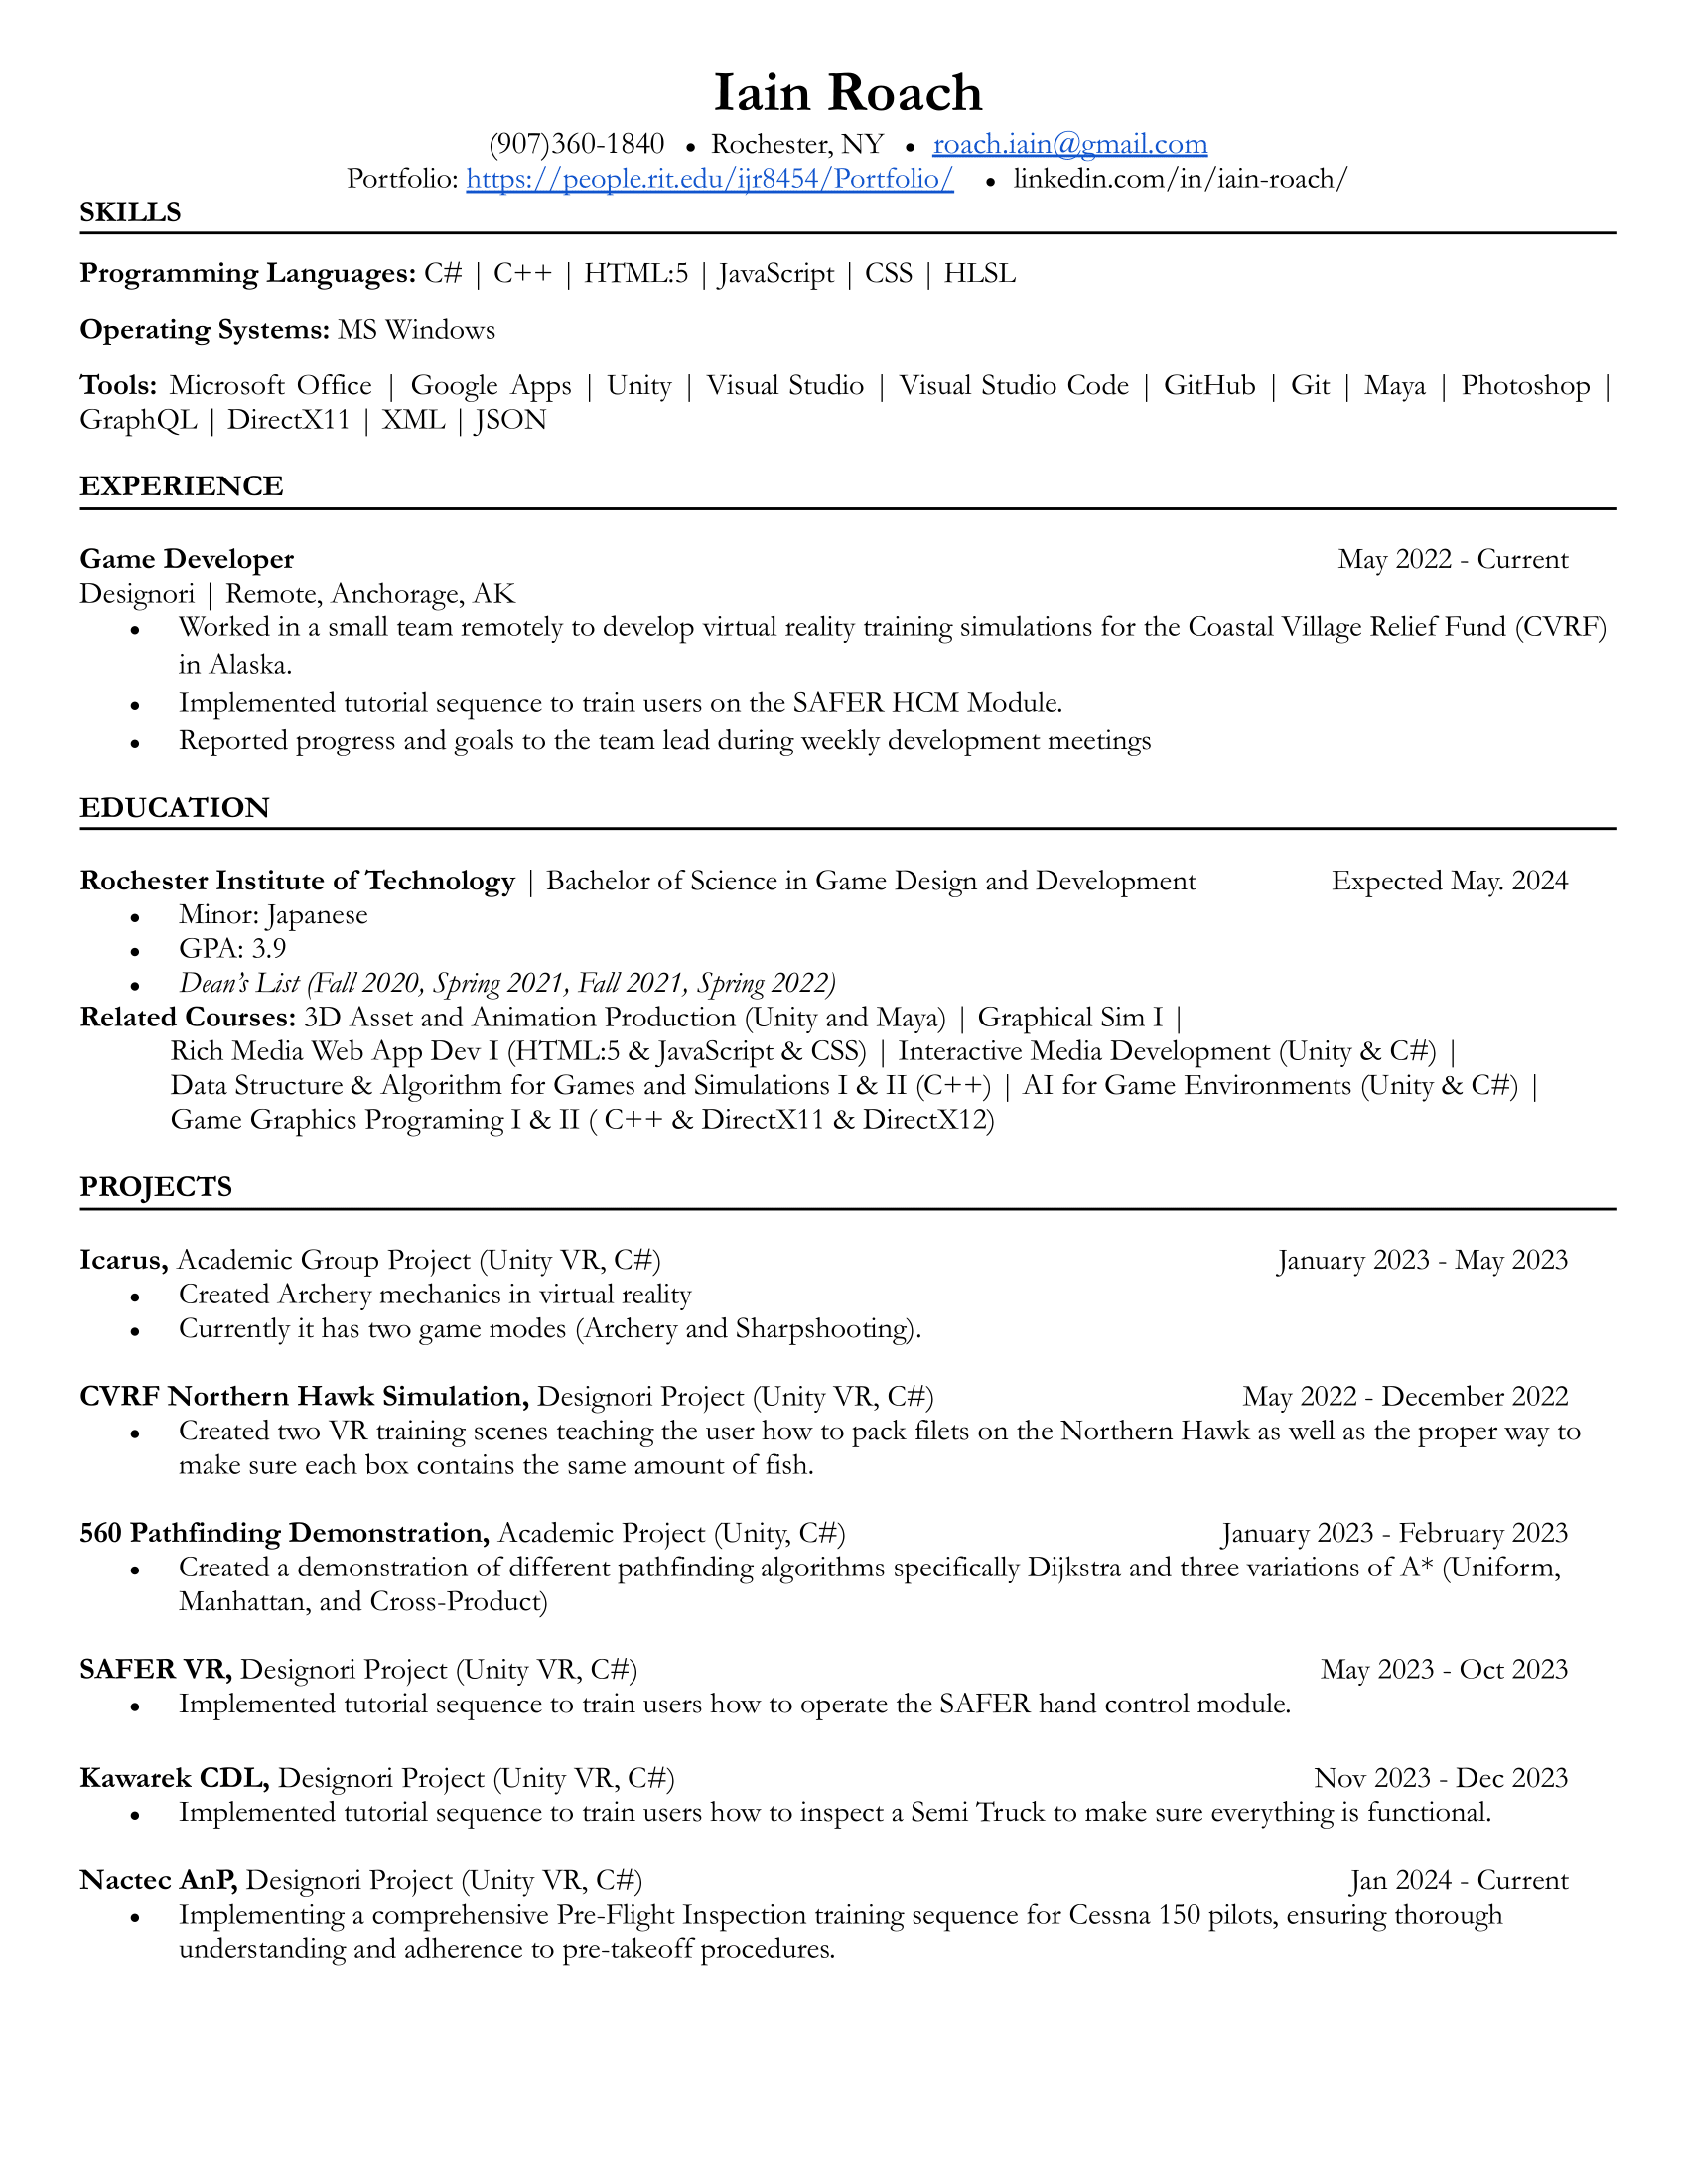 Iain Roach
(907)360-1840 ● Rochester, NY ● roach.iain@gmail.com
Portfolio: https://people.rit.edu/ijr8454/Portfolio/ ● linkedin.com/in/iain-roach/
SKILLS
Programming Languages: C# | C++ | HTML:5 | JavaScript | CSS | HLSL
Operating Systems: MS Windows
Tools: Microsoft Office | Google Apps | Unity | Visual Studio | Visual Studio Code | GitHub | Git | Maya | Photoshop |
GraphQL | DirectX11 | XML | JSON
EXPERIENCE
Game Developer May 2022 - Current
Designori | Remote, Anchorage, AK
● Worked in a small team remotely to develop virtual reality training simulations for the Coastal Village Relief Fund (CVRF)
in Alaska.
● Implemented tutorial sequence to train users on the SAFER HCM Module.
● Reported progress and goals to the team lead during weekly development meetings
EDUCATION
Rochester Institute of Technology | Bachelor of Science in Game Design and Development Expected May. 2024
● Minor: Japanese
● GPA: 3.9
● Dean's List (Fall 2020, Spring 2021, Fall 2021, Spring 2022)
Related Courses: 3D Asset and Animation Production (Unity and Maya) | Graphical Sim I |
Rich Media Web App Dev I (HTML:5 & JavaScript & CSS) | Interactive Media Development (Unity & C#) |
Data Structure & Algorithm for Games and Simulations I & II (C++) | AI for Game Environments (Unity & C#) |
Game Graphics Programing I & II ( C++ & DirectX11 & DirectX12)
PROJECTS
Icarus, Academic Group Project (Unity VR, C#) January 2023 - May 2023
● Created Archery mechanics in virtual reality
● Currently it has two game modes (Archery and Sharpshooting).
CVRF Northern Hawk Simulation, Designori Project (Unity VR, C#) May 2022 - December 2022
● Created two VR training scenes teaching the user how to pack filets on the Northern Hawk as well as the proper way to
make sure each box contains the same amount of fish.
560 Pathfinding Demonstration, Academic Project (Unity, C#) January 2023 - February 2023
● Created a demonstration of different pathfinding algorithms specifically Dijkstra and three variations of A* (Uniform,
Manhattan, and Cross-Product)
SAFER VR, Designori Project (Unity VR, C#) May 2023 - Oct 2023
● Implemented tutorial sequence to train users how to operate the SAFER hand control module.
Kawarek CDL, Designori Project (Unity VR, C#) Nov 2023 - Dec 2023
● Implemented tutorial sequence to train users how to inspect a Semi Truck to make sure everything is functional.
Nactec AnP, Designori Project (Unity VR, C#) Jan 2024 - Current
● Implementing a comprehensive Pre-Flight Inspection training sequence for Cessna 150 pilots, ensuring thorough
understanding and adherence to pre-takeoff procedures.